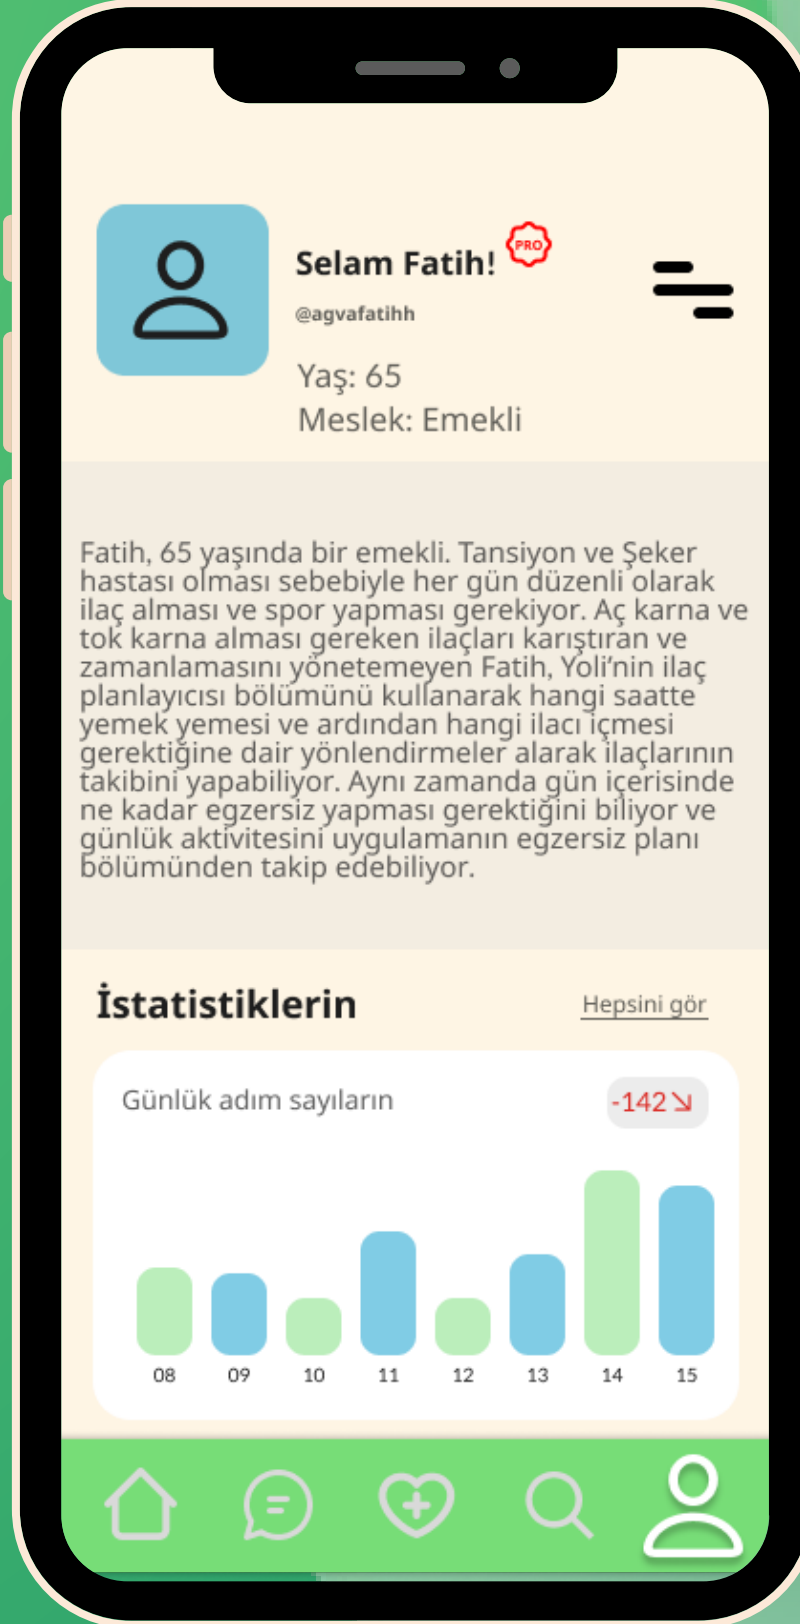 Selam Fatih!
PRO
@agvafatihh
Yaş: 65
Meslek: Emekli
Fatih, 65 yaşında bir emekli. Tansiyon ve Şeker
hastası olması sebebiyle her gün düzenli olarak
ilaç alması ve spor yapması gerekiyor. Aç karna ve
tok karna alması gereken ilaçları karıştıran ve
zamanlamasını yönetemeyen Fatih, Yoli’nin ilaç
planlayıcısı bölümünü kullanarak hangi saatte
yemek yemesi ve ardından hangi ilacı içmesi
gerektiğine dair yönlendirmeler alarak ilaçlarının
takibini yapabiliyor. Aynı zamanda gün içerisinde
ne kadar egzersiz yapması gerektiğini biliyor ve
günlük aktivitesini uygulamanın egzersiz planı
bölümünden takip edebiliyor.
İstatistiklerin
Hepsini gör
Günlük adım sayıların
-142
08 09 10 11 12 13 14 15